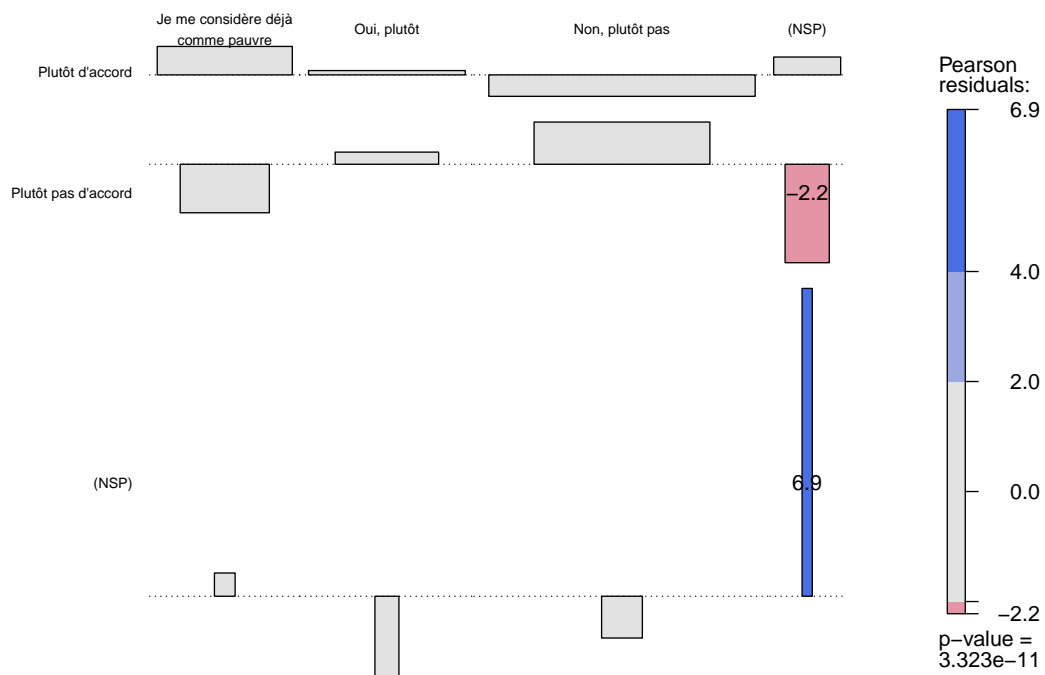 Je me considère déjà
comme pauvre
Oui, plutôt
Non, plutôt pas
(NSP)
Plutôt d'accord
Plutôt pas d'accord
−2.2
(NSP)
6.9
Pearson
residuals:
6.9
4.0
2.0
0.0
−2.2
p−value =
3.323e−11